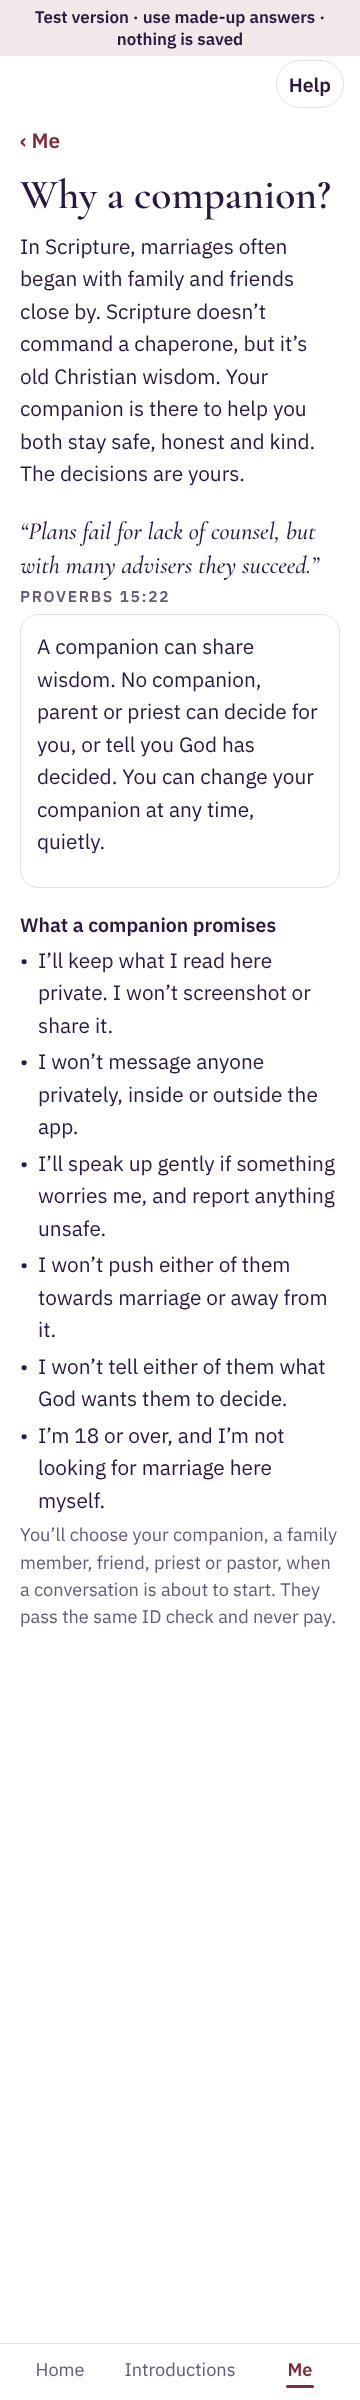 Test version · use made-up answers ·
nothing is saved
Help
‹ Me
Why a companion?
In Scripture, marriages often
began with family and friends
close by. Scripture doesn’t
command a chaperone, but it’s
old Christian wisdom. Your
companion is there to help you
both stay safe, honest and kind.
The decisions are yours.
“Plans fail for lack of counsel, but
with many advisers they succeed.”
PROVERBS 15:22
A companion can share
wisdom. No companion,
parent or priest can decide for
you, or tell you God has
decided. You can change your
companion at any time,
quietly.
What a companion promises
• I’ll keep what I read here
private. I won’t screenshot or
share it.
• I won’t message anyone
privately, inside or outside the
app.
• I’ll speak up gently if something
worries me, and report anything
unsafe.
• I won’t push either of them
towards marriage or away from
it.
• I won’t tell either of them what
God wants them to decide.
• I’m 18 or over, and I’m not
looking for marriage here
myself.
You’ll choose your companion, a family
member, friend, priest or pastor, when
a conversation is about to start. They
pass the same ID check and never pay.
Home
Introductions
Me